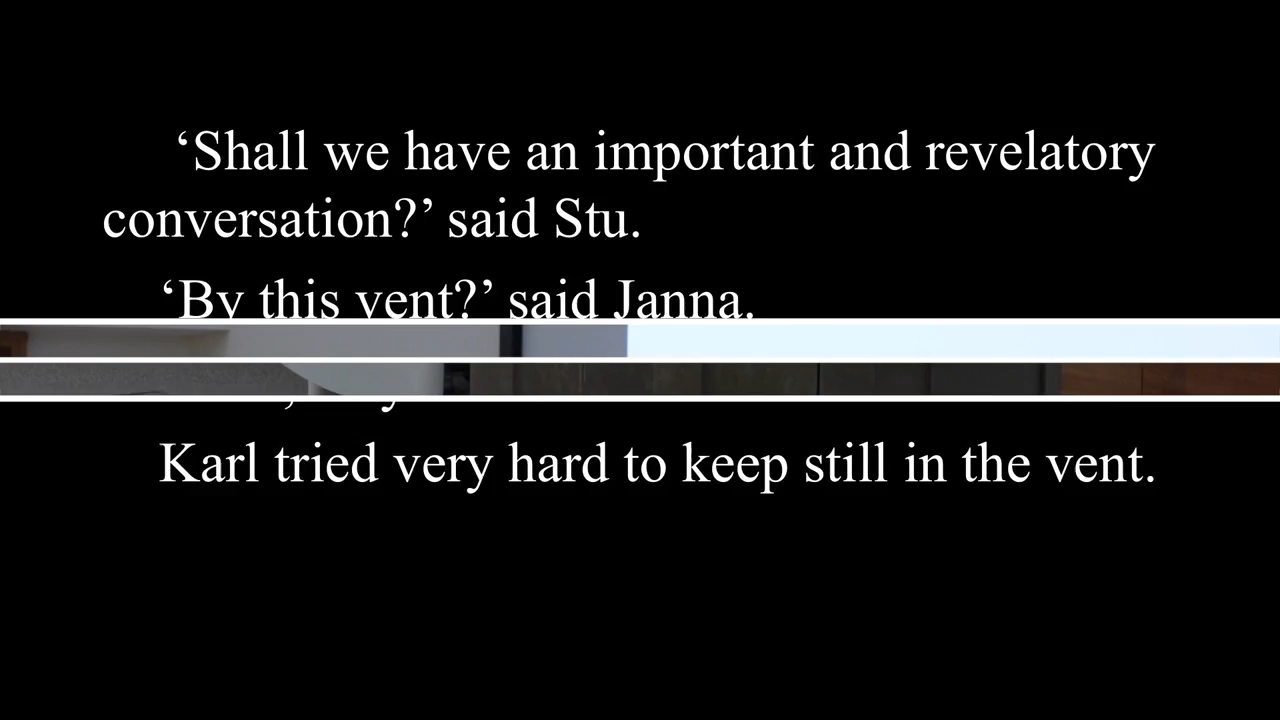 ‘Shall we have an important and revelatory
conversation?’ said Stu.
‘By this vent?’ said Janna.
Karl tried very hard to keep still in the vent.